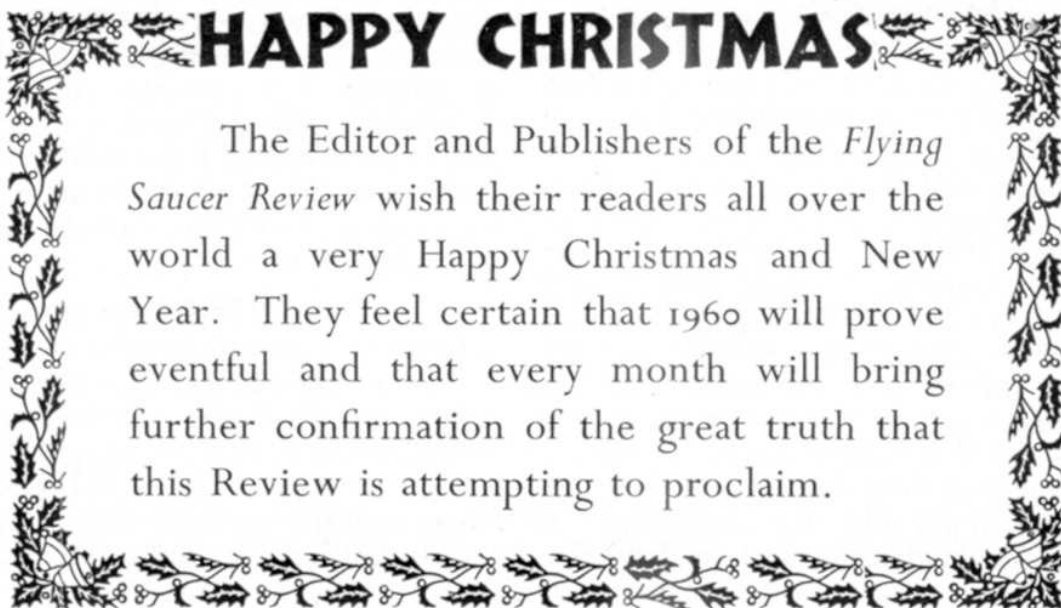 HAPPY CHRISTMAS
The Editor and Publishers of the Flying
Saucer Review wish their readers all over the
world a very Happy Christmas and New
Year. They feel certain that 1960 will prove
eventful and that every month will bring
further confirmation of the great truth that
this Review is attempting to proclaim.